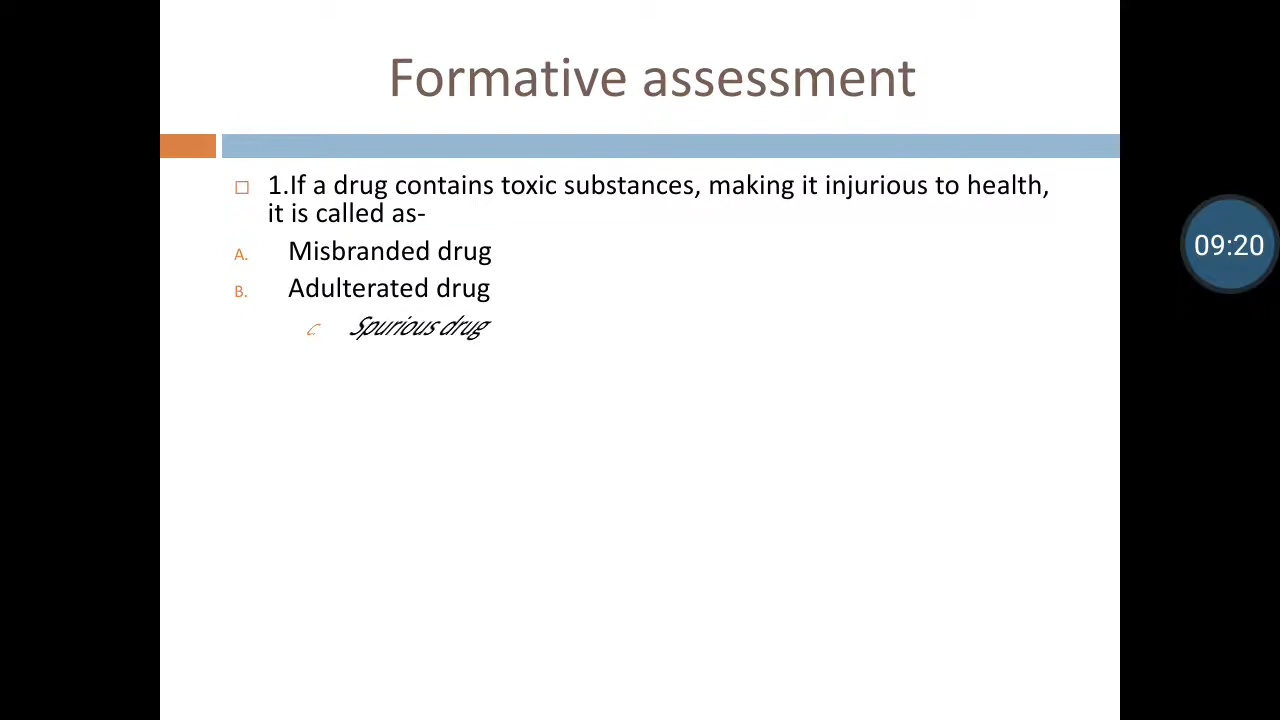 Formative assessment
1.If a drug contains toxic substances, making it injurious to health,
it is called as-
A. Misbranded drug
B. Adulterated drug
C. Spurious drug
09:20